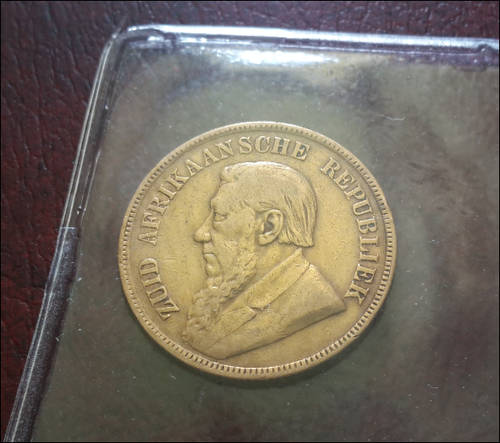 ZUID AFRIKAANSCHE REPUBLIEK